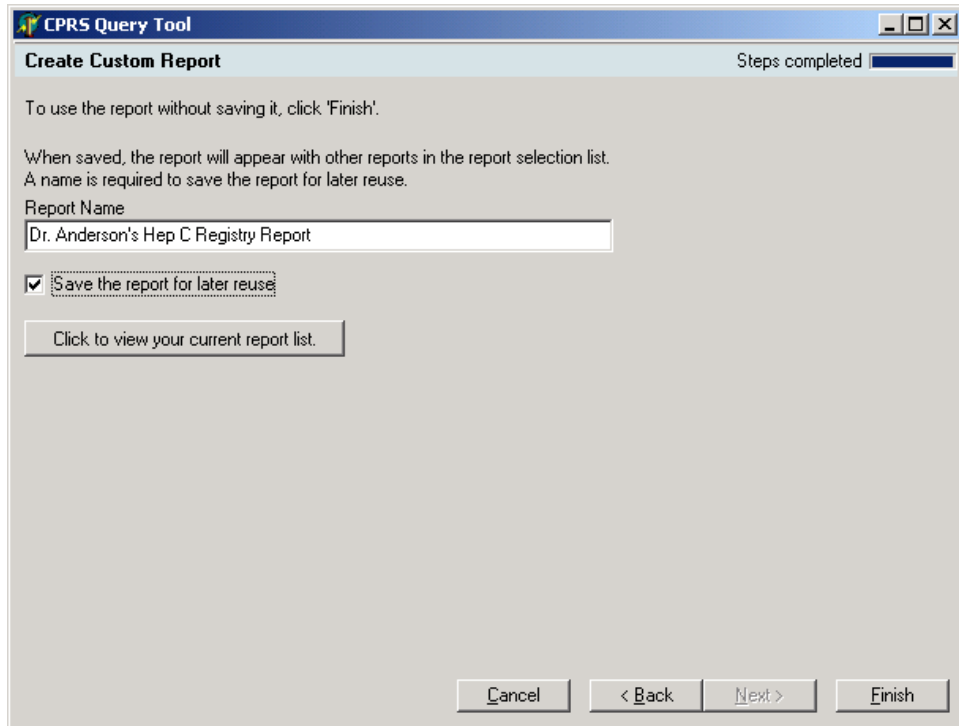 CPRS Query Tool
Create Custom Report
Steps completed
To use the report without saving it, click 'Finish'.
When saved, the report will appear with other reports in the report selection list.
A name is required to save the report for later reuse.
Report Name
Dr. Anderson's Hep C Registry Report
Save the report for later reuse
Click to view your current report list.
Cancel
< Back
Next >
Finish